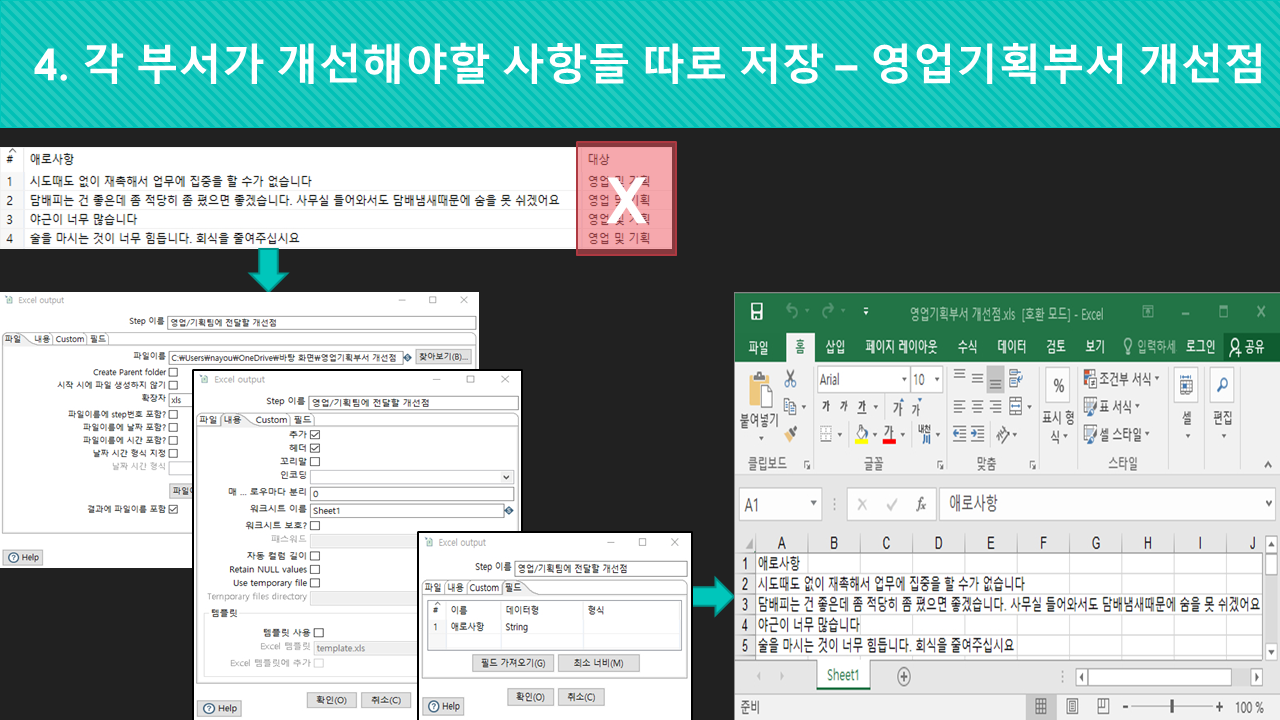 4. 각 부서가 개선해야할 사항들 따로 저장 – 영업기획부서 개선점
# 애로사항 대상
1 시도때도 없이 재촉해서 업무에 집중을 할 수가 없습니다 영업 및 기획
2 담배피는 건 좋은데 좀 적당히 좀 폈으면 좋겠습니다. 사무실 들어와서도 담배냄새때문에 숨을 못 쉬겠어요 영업 및 기획
3 야근이 너무 많습니다 영업 및 기획
4 술을 마시는 것이 너무 힘듭니다. 회식을 줄여주십시요 영업 및 기획
X
Excel output
Step 이름 영업/기획팀에 전달할 개선점
파일 내용 Custom 필드
파일이름 C:₩Users₩nayou₩OneDrive₩바탕 화면₩영업기획부서 개선점 찾아보기(B)...
Create Parent folder
시작 시에 파일 생성하지 않기
확장자 xls
파일이름에 step번호 포함?
파일이름에 날짜 포함?
파일이름에 시간 포함?
날짜 시간 형식 지정
날짜 시간 형식
결과에 파일이름 포함
Help
Excel output
Step 이름 영업/기획팀에 전달할 개선점
파일 내용 Custom 필드
추가
헤더
꼬리말
인코딩
매 ... 로우마다 분리 0
워크시트 이름 Sheet1
워크시트 보호?
패스워드
자동 컬럼 길이
Retain NULL values
Use temporary file
Temporary files directory
템플릿
템플릿 사용
Excel 템플릿 template.xls
Excel 템플릿에 추가
확인(O) 취소(C)
Help
Excel output
Step 이름 영업/기획팀에 전달할 개선점
파일 내용 Custom 필드
# 이름 데이터형 형식
1 애로사항 String
필드 가져오기(G) 최소 너비(M)
확인(O) 취소(C)
Help
영업기획부서 개선점.xls [호환 모드] - Excel
파일 홈 삽입 페이지 레이아웃 수식 데이터 검토 보기 입력하세 로그인 공유
붙여넣기
Arial 10
가 가 가 가 가
가 내천
표시 형식
조건부 서식
표 서식
셀 스타일
셀
편집
클립보드 글꼴 맞춤 스타일
A1 fx 애로사항
A B C D E F G H I J
1 애로사항
2 시도때도 없이 재촉해서 업무에 집중을 할 수가 없습니다
3 담배피는 건 좋은데 좀 적당히 좀 폈으면 좋겠습니다. 사무실 들어와서도 담배냄새때문에 숨을 못 쉬겠어요
4 야근이 너무 많습니다
5 술을 마시는 것이 너무 힘듭니다. 회식을 줄여주십시요
Sheet1
준비 100 %